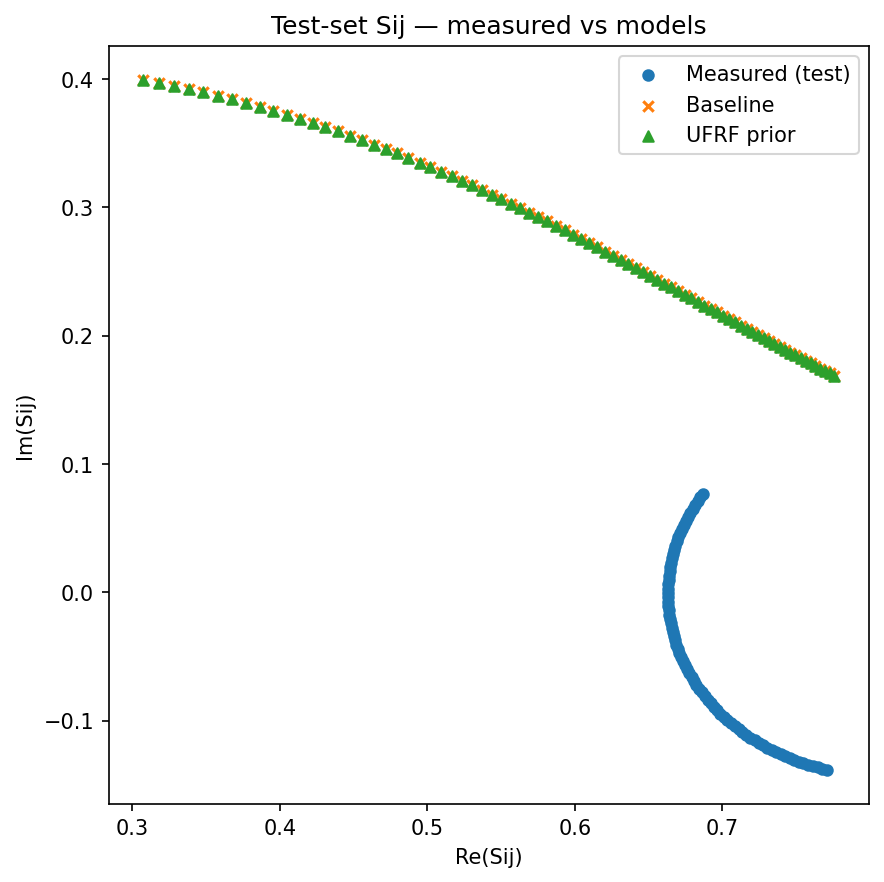 Test-set Sij — measured vs models
Measured (test)
Baseline
UFRF prior
Im(Sij)
0.4
0.3
0.2
0.1
0.0
−0.1
0.3 0.4 0.5 0.6 0.7
Re(Sij)